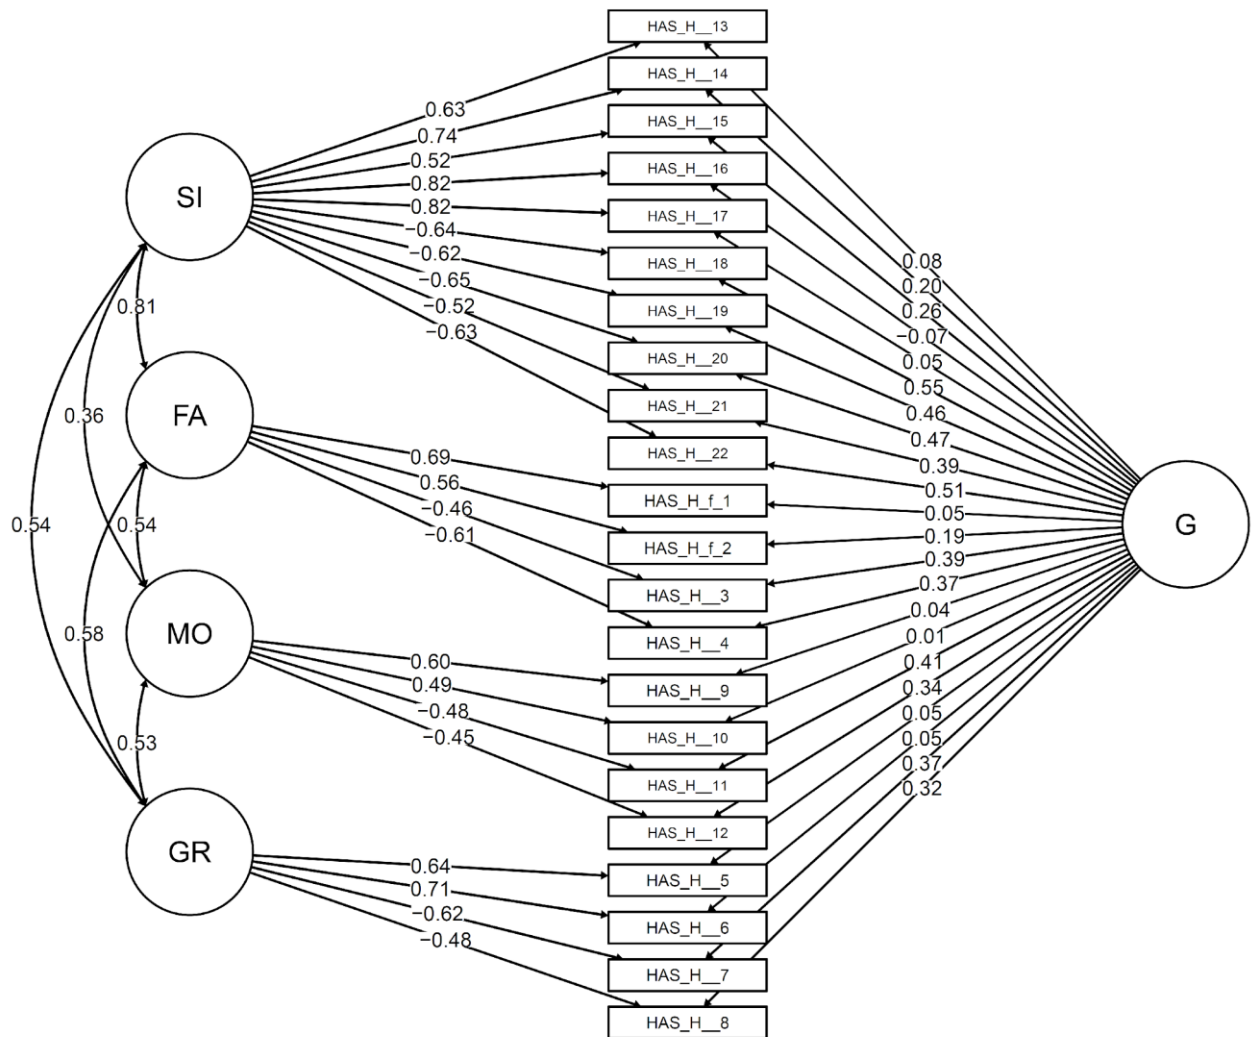 HAS_H__13
HAS_H__14
HAS_H__15
HAS_H__16
HAS_H__17
HAS_H__18
HAS_H__19
HAS_H__20
HAS_H__21
HAS_H__22
HAS_H_f_1
HAS_H_f_2
HAS_H__3
HAS_H__4
HAS_H__9
HAS_H__10
HAS_H__11
HAS_H__12
HAS_H__5
HAS_H__6
HAS_H__7
HAS_H__8
SI
FA
MO
GR
G
0.63
0.74
0.52
0.82
0.82
−0.64
−0.62
−0.65
−0.52
−0.63
0.69
0.56
−0.46
−0.61
0.60
0.49
−0.48
−0.45
0.64
0.71
−0.62
−0.48
0.81
0.36
0.54
0.54
0.58
0.53
0.08
0.20
0.26
−0.07
0.05
0.55
0.46
0.47
0.39
0.51
0.05
0.19
0.39
0.37
0.04
0.01
0.41
0.34
0.05
0.05
0.37
0.32